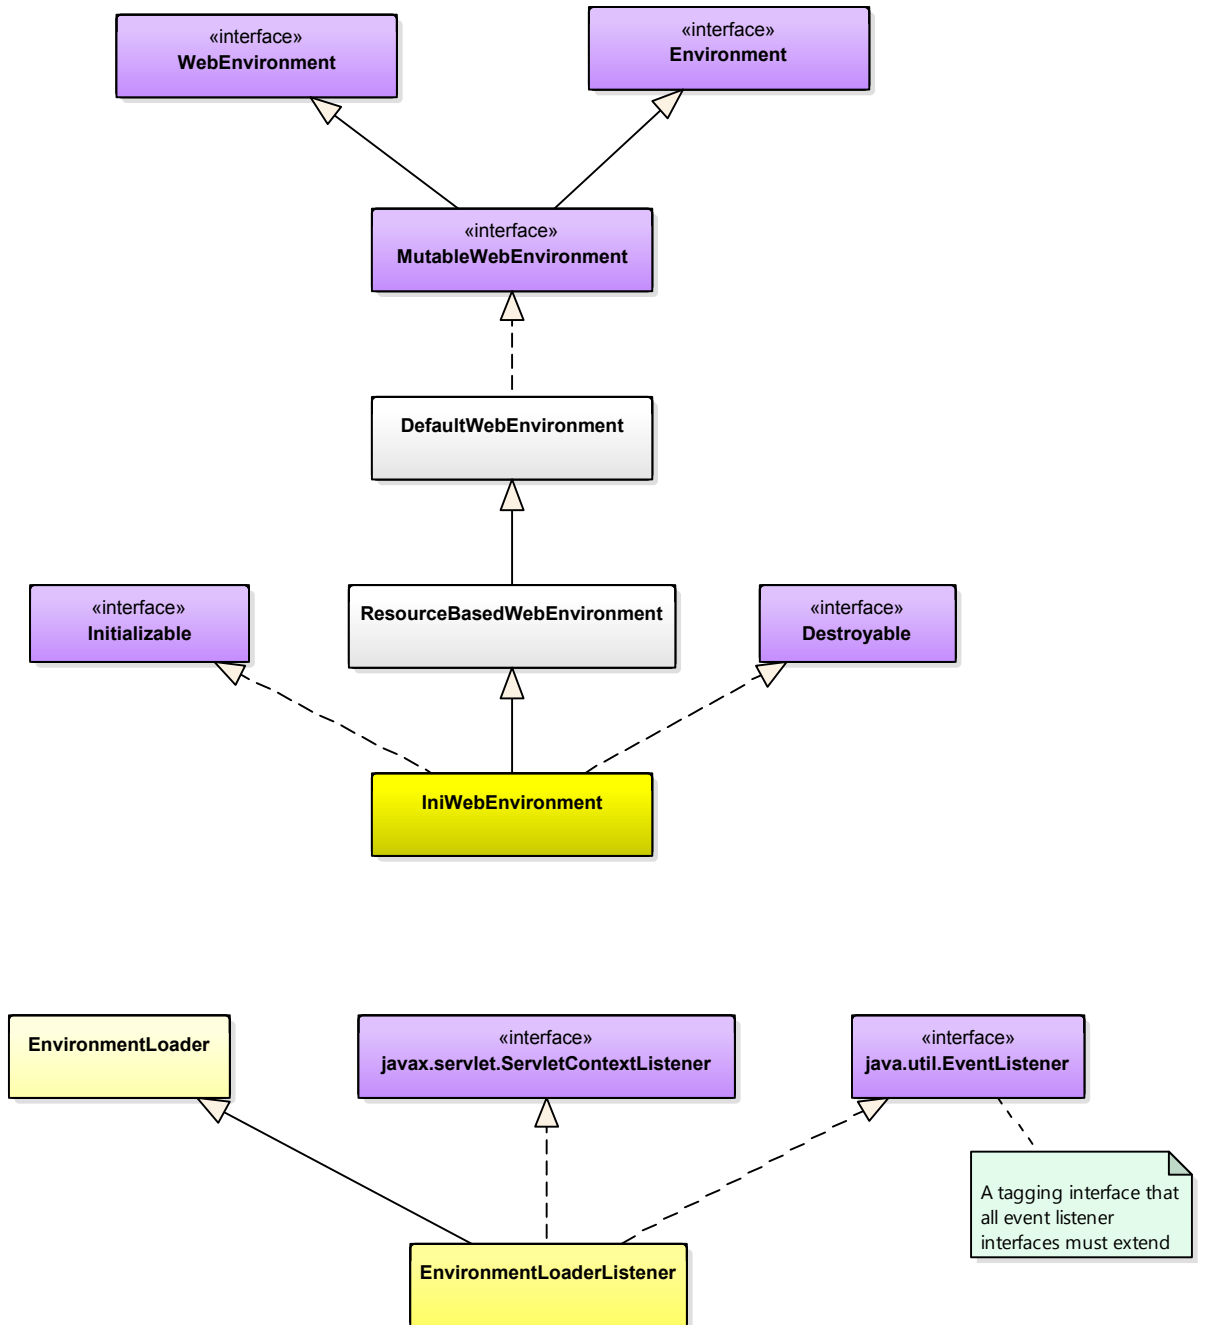 «interface»
WebEnvironment
«interface»
Environment
«interface»
MutableWebEnvironment
DefaultWebEnvironment
«interface»
Initializable
ResourceBasedWebEnvironment
«interface»
Destroyable
IniWebEnvironment
EnvironmentLoader
«interface»
javax.servlet.ServletContextListener
«interface»
java.util.EventListener
A tagging interface that
all event listener
interfaces must extend
EnvironmentLoaderListener